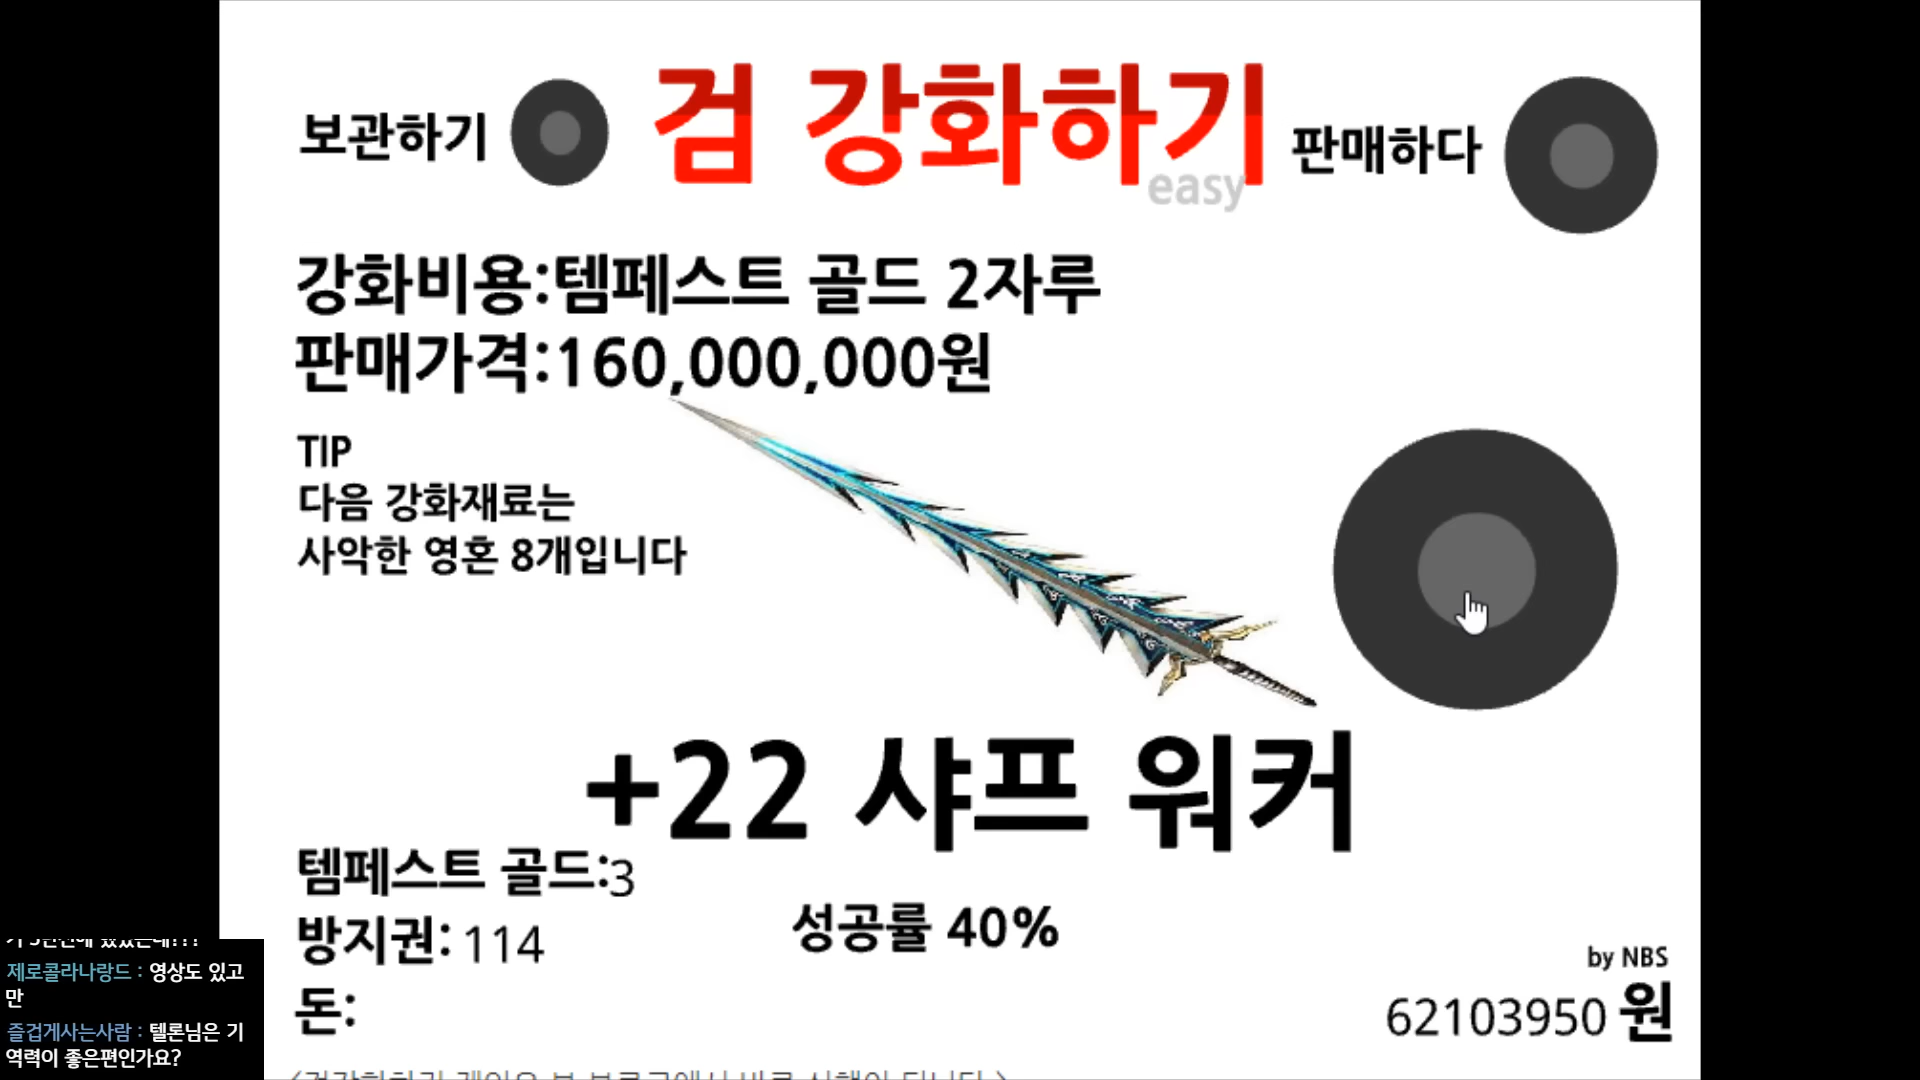 보관하기
검 강화하기
easy
판매하다
강화비용:템페스트 골드 2자루
판매가격:160,000,000원
TIP
다음 강화재료는
사악한 영혼 8개입니다
+22 샤프 워커
템페스트 골드:3
성공률 40%
방지권: 114
돈:
by NBS
62103950 원
제로콜라나랑드 : 영상도 있고
만
즐겁게사는사람 : 텔론님은 기
역력이 좋은편인가요?